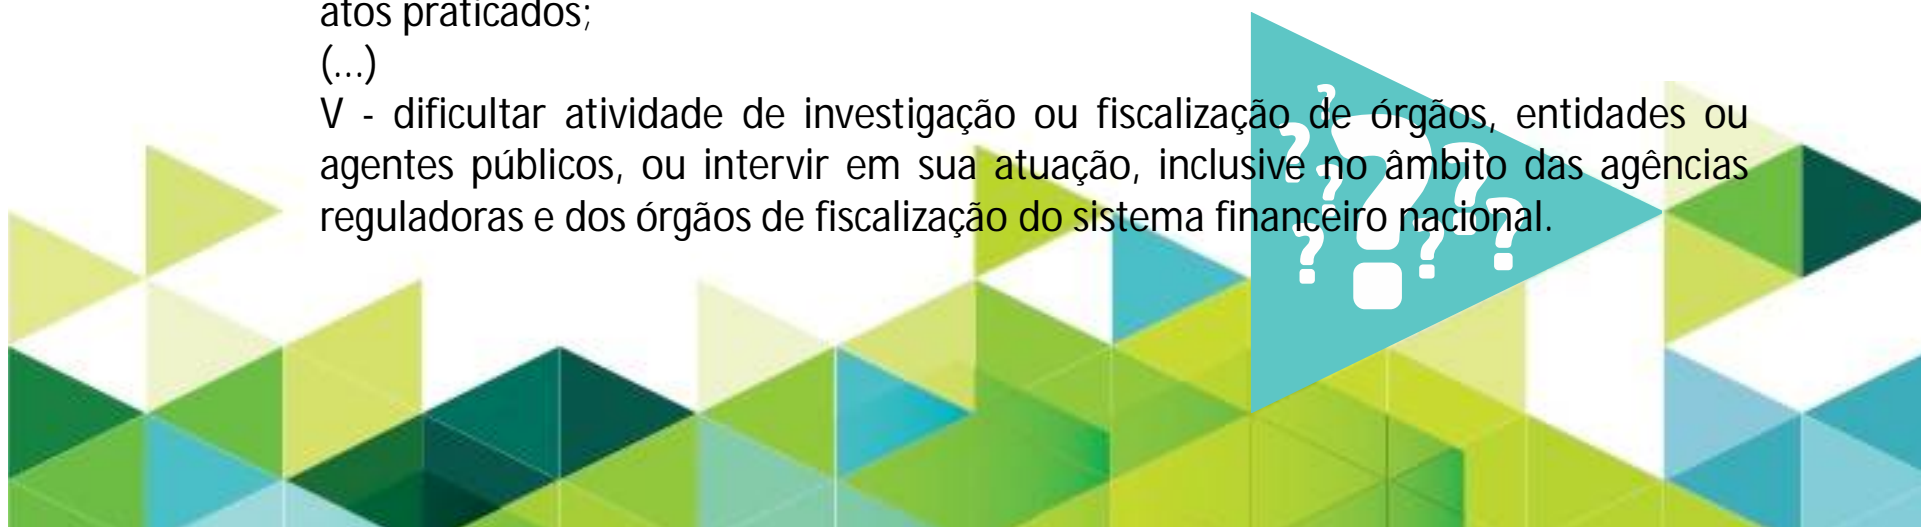 atos praticados;
(...)
V - dificultar atividade de investigação ou fiscalização de órgãos, entidades ou
agentes públicos, ou intervir em sua atuação, inclusive no âmbito das agências
reguladoras e dos órgãos de fiscalização do sistema financeiro nacional.